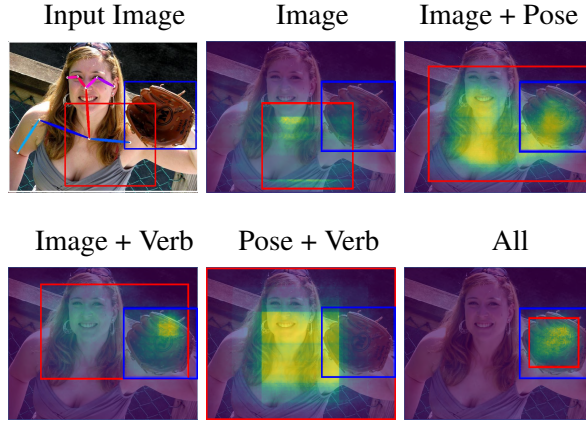 Input Image
Image
Image + Pose
Image + Verb
Pose + Verb
All